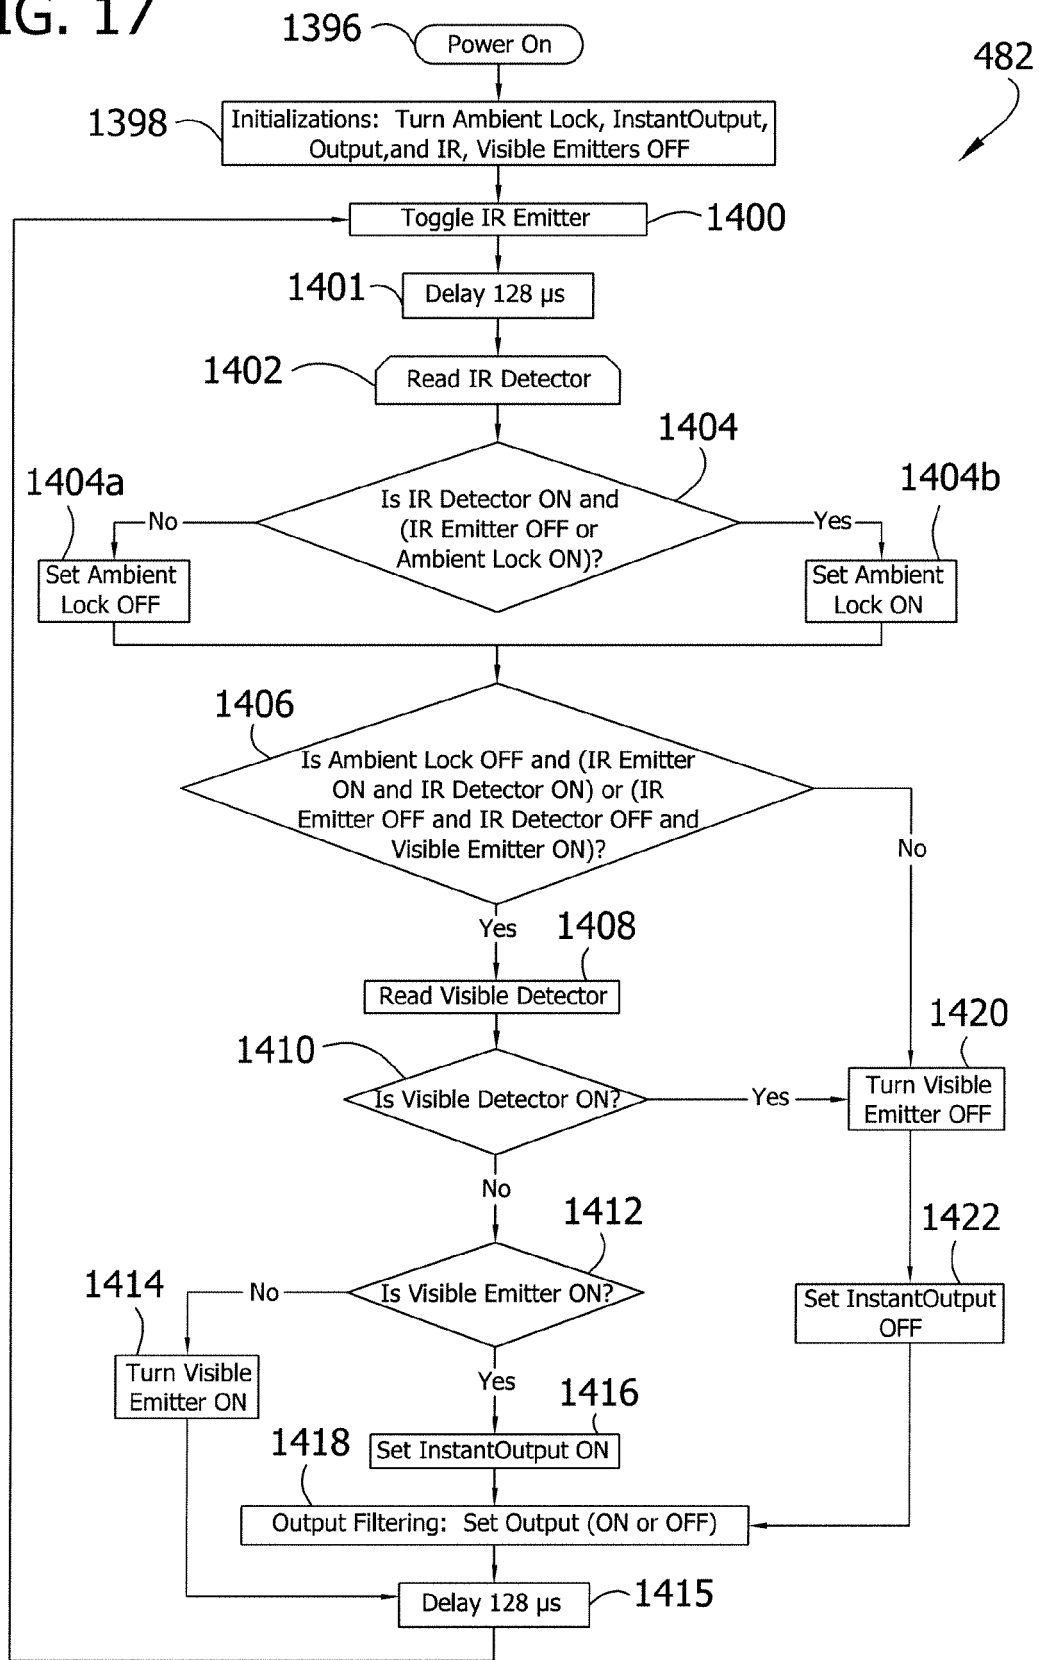 IG. 17
1396
Power On
482
1398
Initializations: Turn Ambient Lock, InstantOutput,
Output,and IR, Visible Emitters OFF
Toggle IR Emitter
1400
1401
Delay 128 µs
1402
Read IR Detector
1404
1404a
1404b
Is IR Detector ON and
(IR Emitter OFF or
Ambient Lock ON)?
No
Yes
Set Ambient
Lock OFF
Set Ambient
Lock ON
1406
Is Ambient Lock OFF and (IR Emitter
ON and IR Detector ON) or (IR
Emitter OFF and IR Detector OFF and
Visible Emitter ON)?
No
Yes
1408
Read Visible Detector
1410
Is Visible Detector ON?
Yes
1420
Turn Visible
Emitter OFF
No
1412
Is Visible Emitter ON?
No
1414
Turn Visible
Emitter ON
1422
Set InstantOutput
OFF
Yes
1416
Set InstantOutput ON
1418
Output Filtering: Set Output (ON or OFF)
Delay 128 µs
1415